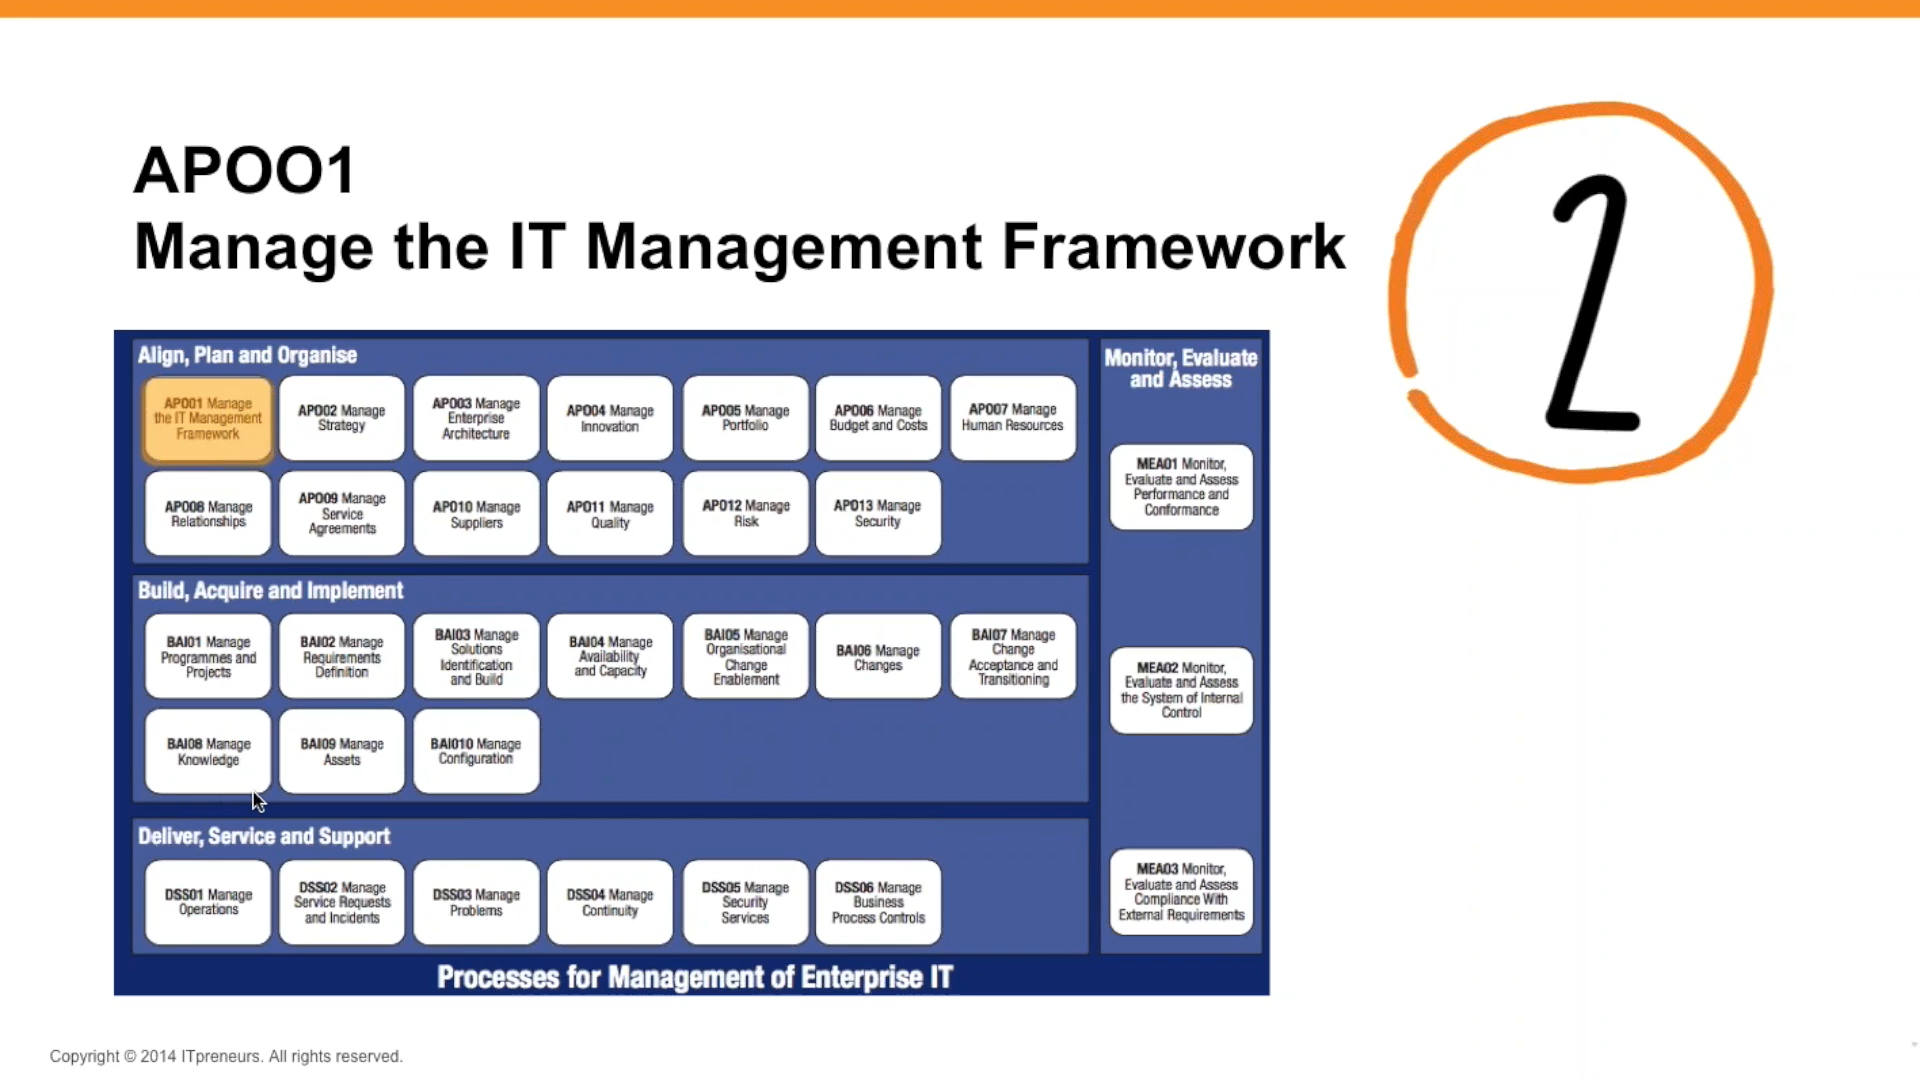 APOO1
Manage the IT Management Framework
2
Align, Plan and Organise
APO01 Manage
the IT Management
Framework
APO02 Manage
Strategy
APO03 Manage
Enterprise
Architecture
APO04 Manage
Innovation
APO05 Manage
Portfolio
APO06 Manage
Budget and Costs
APO07 Manage
Human Resources
APO08 Manage
Relationships
APO09 Manage
Service
Agreements
APO10 Manage
Suppliers
APO11 Manage
Quality
APO12 Manage
Risk
APO13 Manage
Security
Build, Acquire and Implement
BAI01 Manage
Programmes and
Projects
BAI02 Manage
Requirements
Definition
BAI03 Manage
Solutions
Identification
and Build
BAI04 Manage
Availability
and Capacity
BAI05 Manage
Organisational
Change
Enablement
BAI06 Manage
Changes
BAI07 Manage
Change
Acceptance and
Transitioning
BAI08 Manage
Knowledge
BAI09 Manage
Assets
BAI010 Manage
Configuration
Deliver, Service and Support
DSS01 Manage
Operations
DSS02 Manage
Service Requests
and Incidents
DSS03 Manage
Problems
DSS04 Manage
Continuity
DSS05 Manage
Security
Services
DSS06 Manage
Business
Process Controls
Monitor, Evaluate
and Assess
MEA01 Monitor,
Evaluate and Assess
Performance and
Conformance
MEA02 Monitor,
Evaluate and Assess
the System of Internal
Control
MEA03 Monitor,
Evaluate and Assess
Compliance With
External Requirements
Processes for Management of Enterprise IT
Copyright © 2014 ITpreneurs. All rights reserved.